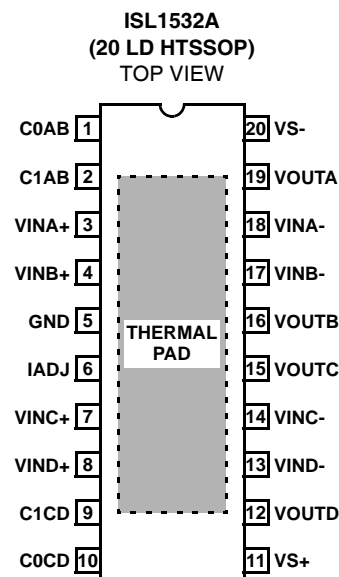 ISL1532A
(20 LD HTSSOP)
TOP VIEW
C0AB 1
20 VS-
C1AB 2
19 VOUTA
VINA+ 3
18 VINA-
VINB+ 4
17 VINB-
GND 5
16 VOUTB
THERMAL
PAD
IADJ 6
15 VOUTC
VINC+ 7
14 VINC-
VIND+ 8
13 VIND-
C1CD 9
12 VOUTD
C0CD 10
11 VS+